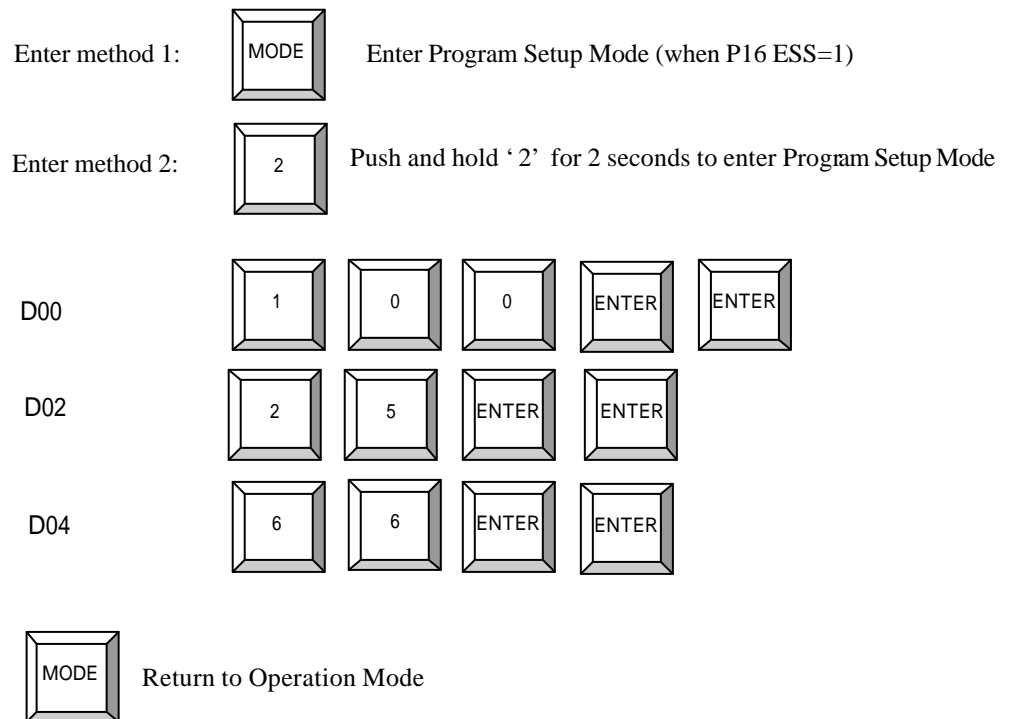 Enter method 1: MODE Enter Program Setup Mode (when P16 ESS=1)
Enter method 2: 2 Push and hold ‘2’ for 2 seconds to enter Program Setup Mode
D00 1 0 0 ENTER ENTER
D02 2 5 ENTER ENTER
D04 6 6 ENTER ENTER
MODE Return to Operation Mode